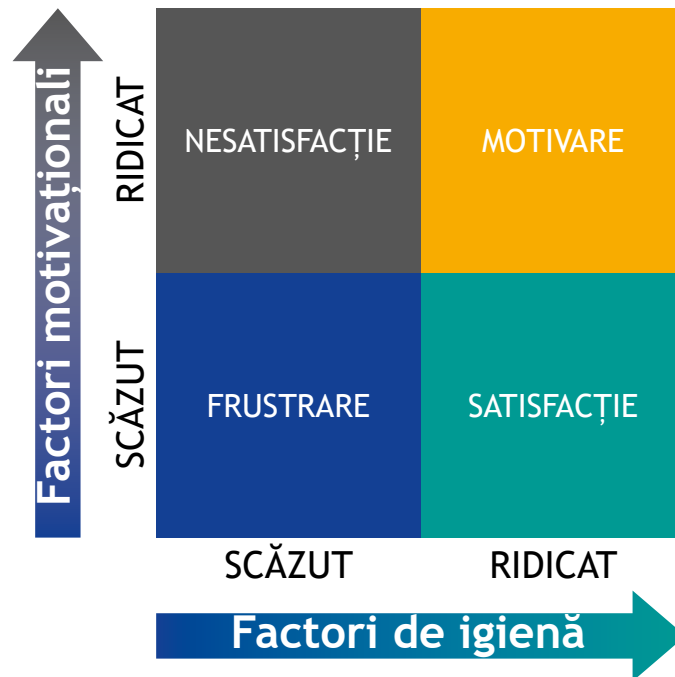 Factori motivaționali
RIDICAT
SCĂZUT
NESATISFACȚIE
MOTIVARE
FRUSTRARE
SATISFACȚIE
SCĂZUT
RIDICAT
Factori de igienă